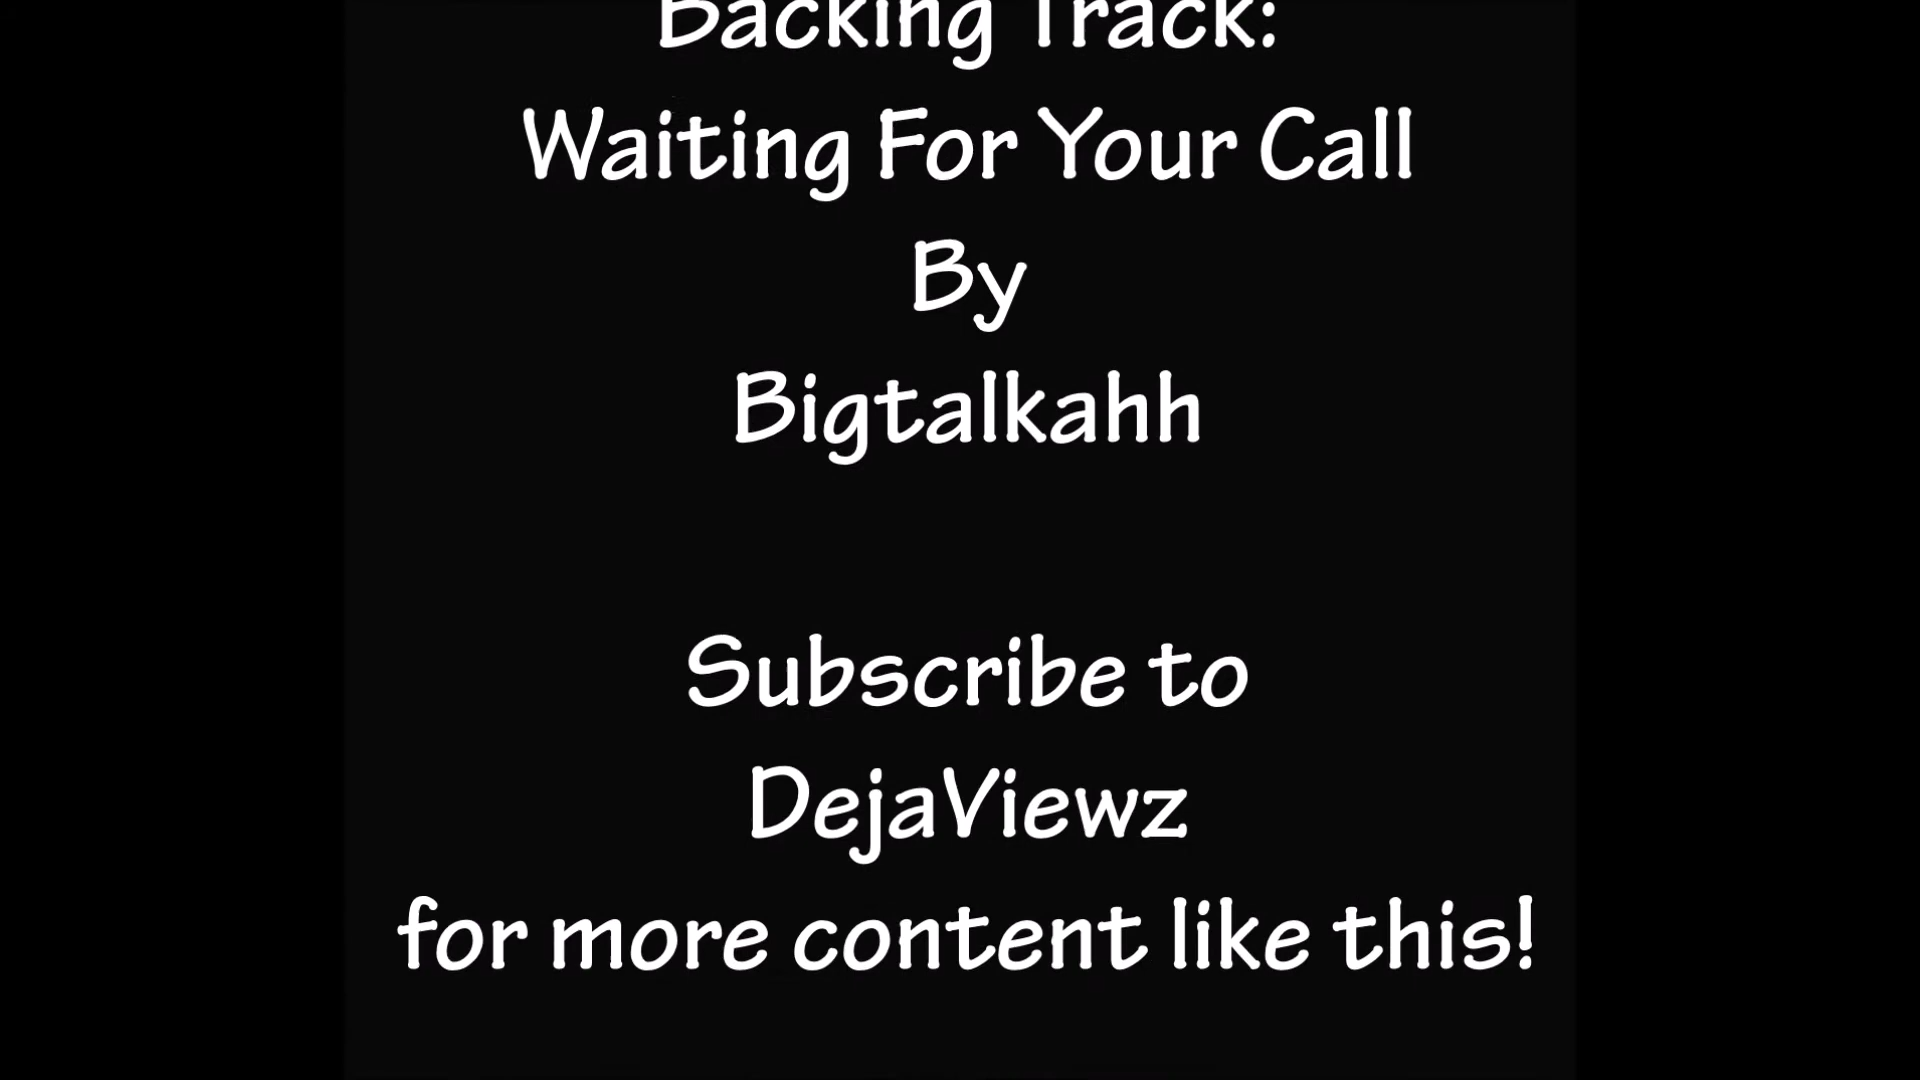 Backing Track:
Waiting For Your Call
By
Bigtalkahh
Subscribe to
DejaViewz
for more content like this!